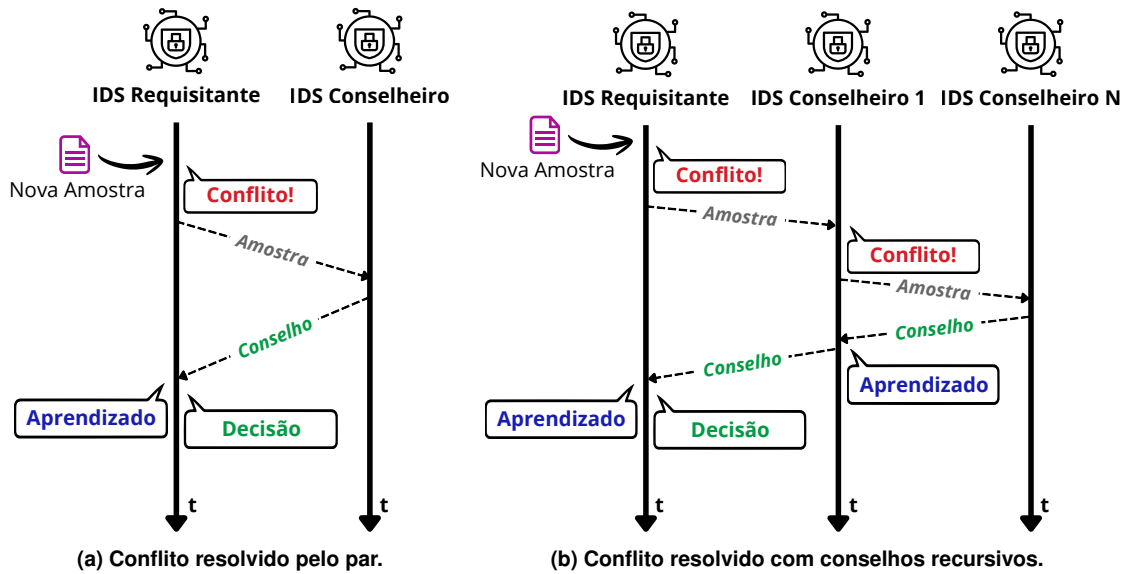 IDS Requisitante
IDS Conselheiro
Nova Amostra
Conflito!
Amostra
Conselho
Aprendizado
Decisão
t
t
(a) Conflito resolvido pelo par.
IDS Requisitante
IDS Conselheiro 1
IDS Conselheiro N
Nova Amostra
Conflito!
Amostra
Conflito!
Amostra
Conselho
Conselho
Aprendizado
Aprendizado
Decisão
t
t
t
(b) Conflito resolvido com conselhos recursivos.